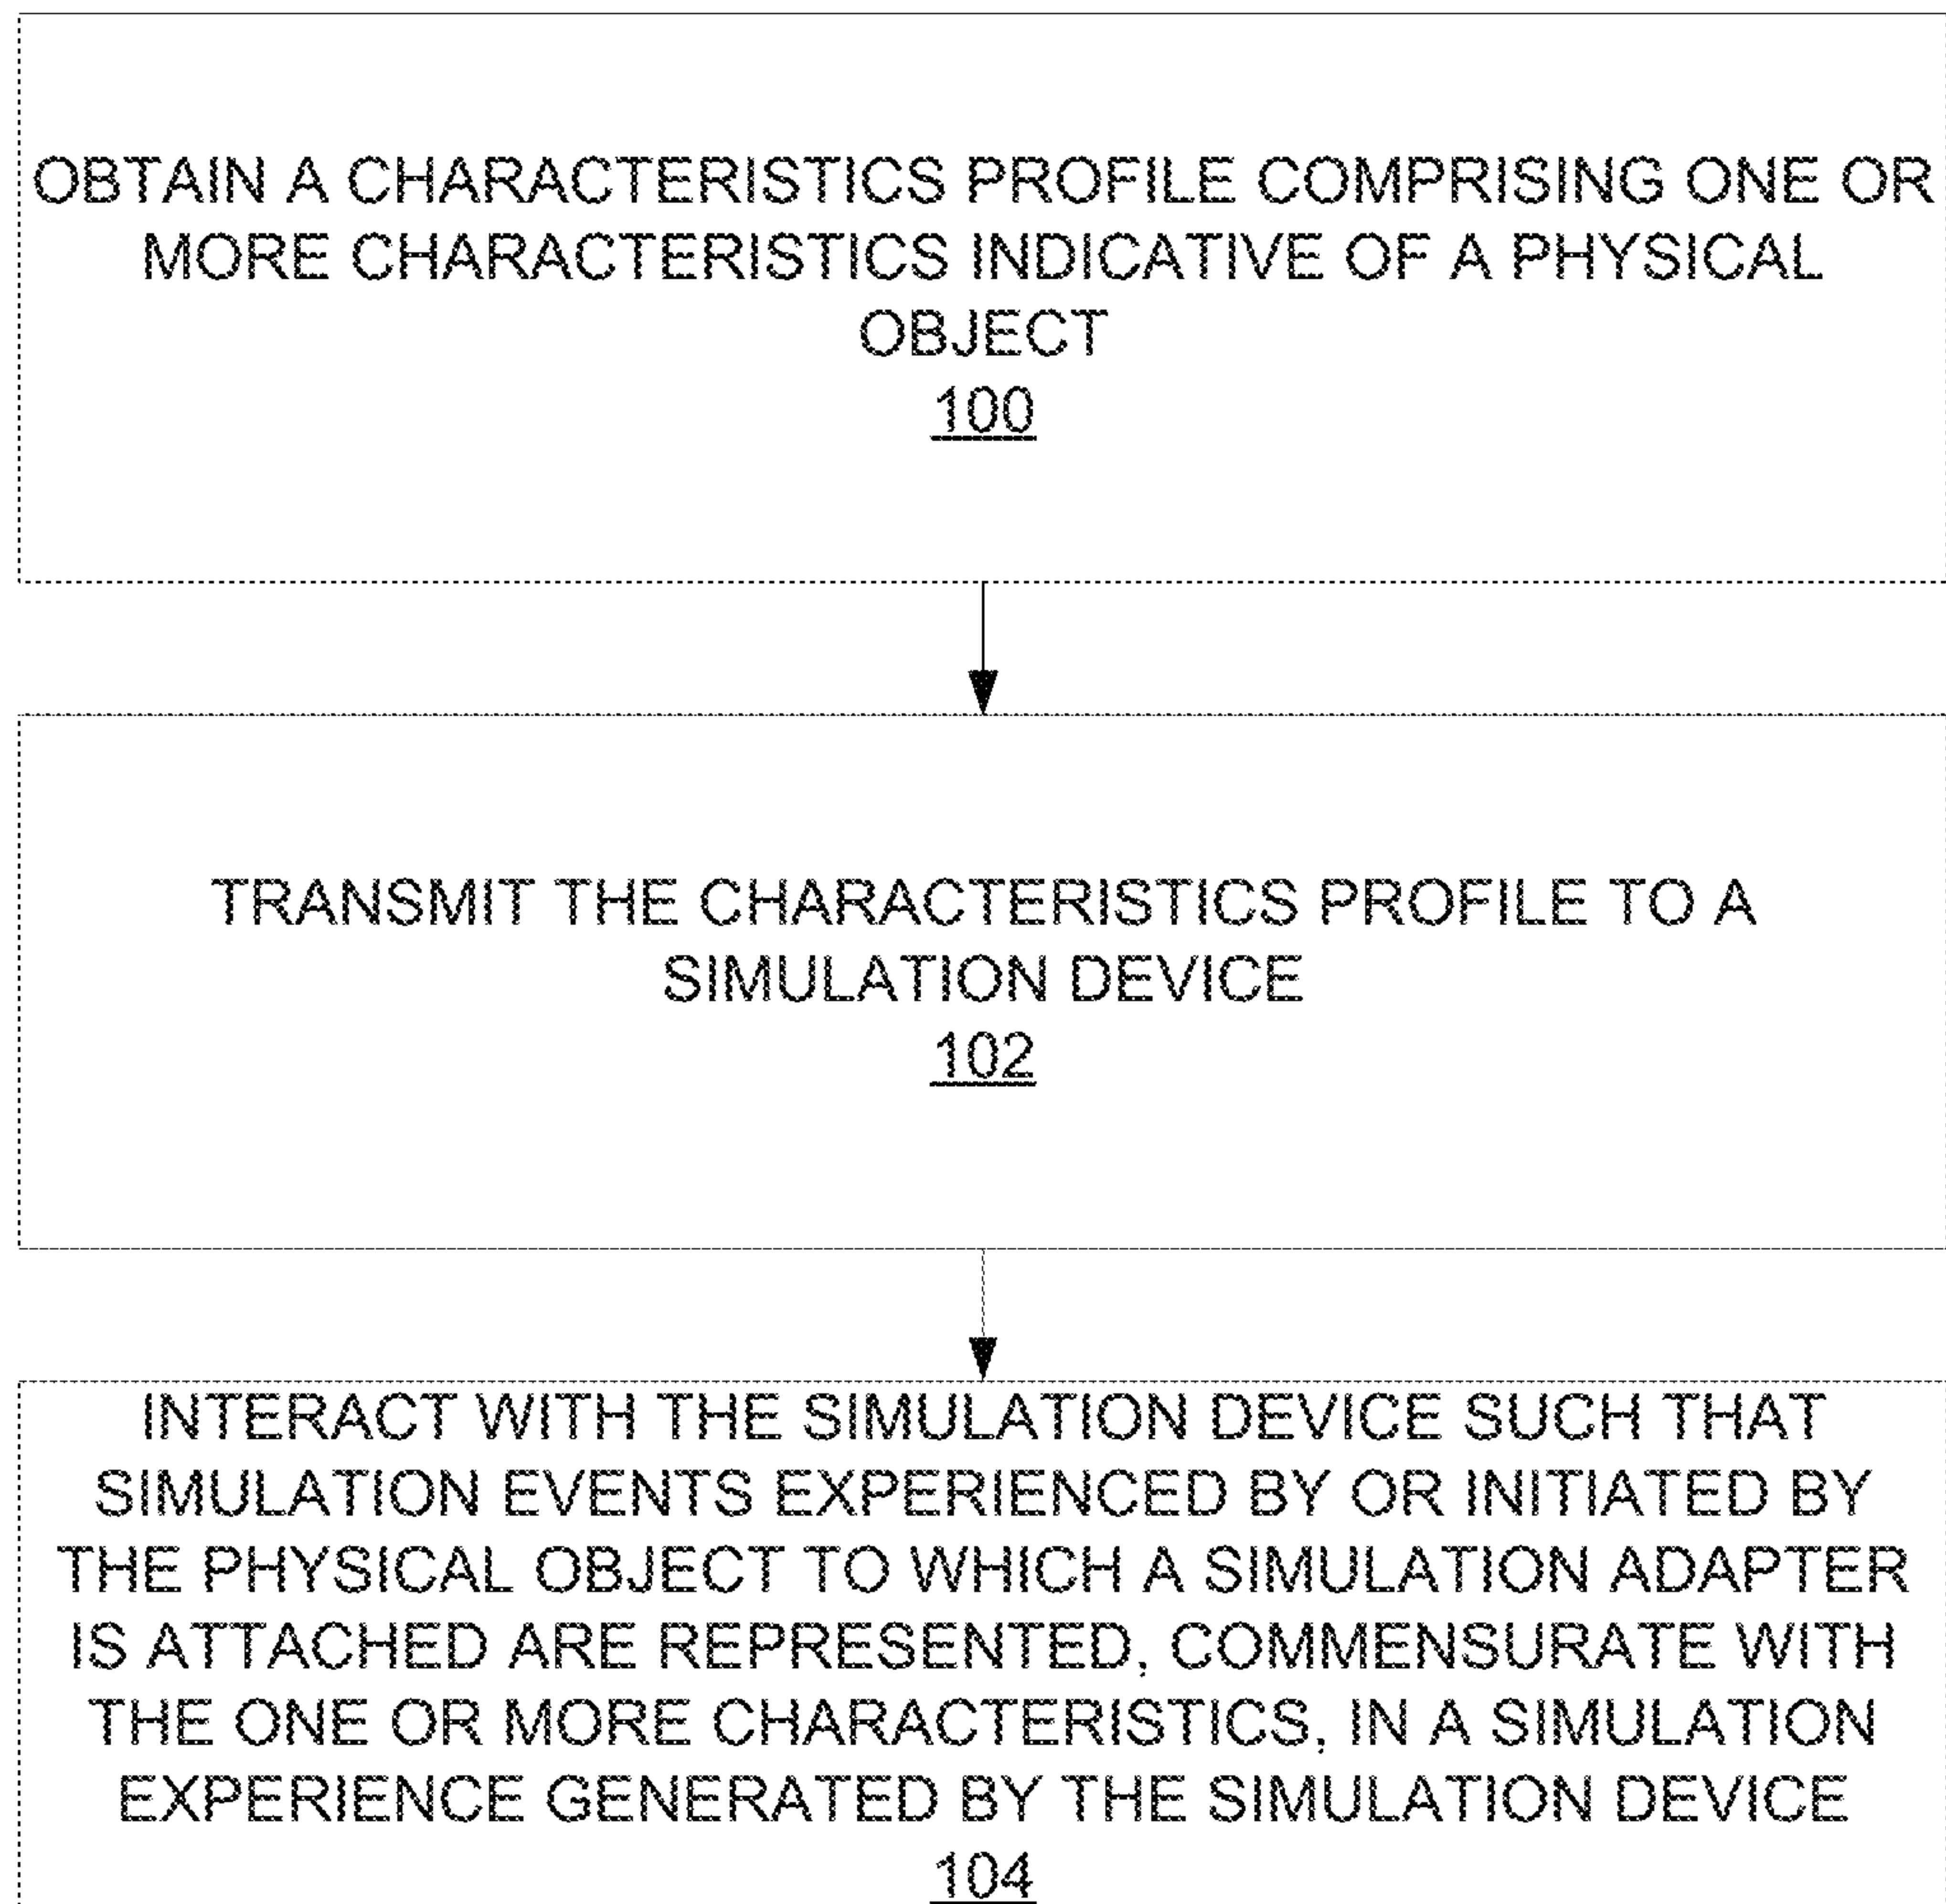 OBTAIN A CHARACTERISTICS PROFILE COMPRISING ONE OR
MORE CHARACTERISTICS INDICATIVE OF A PHYSICAL
OBJECT
100
TRANSMIT THE CHARACTERISTICS PROFILE TO A
SIMULATION DEVICE
102
INTERACT WITH THE SIMULATION DEVICE SUCH THAT
SIMULATION EVENTS EXPERIENCED BY OR INITIATED BY
THE PHYSICAL OBJECT TO WHICH A SIMULATION ADAPTER
IS ATTACHED ARE REPRESENTED, COMMENSURATE WITH
THE ONE OR MORE CHARACTERISTICS, IN A SIMULATION
EXPERIENCE GENERATED BY THE SIMULATION DEVICE
104